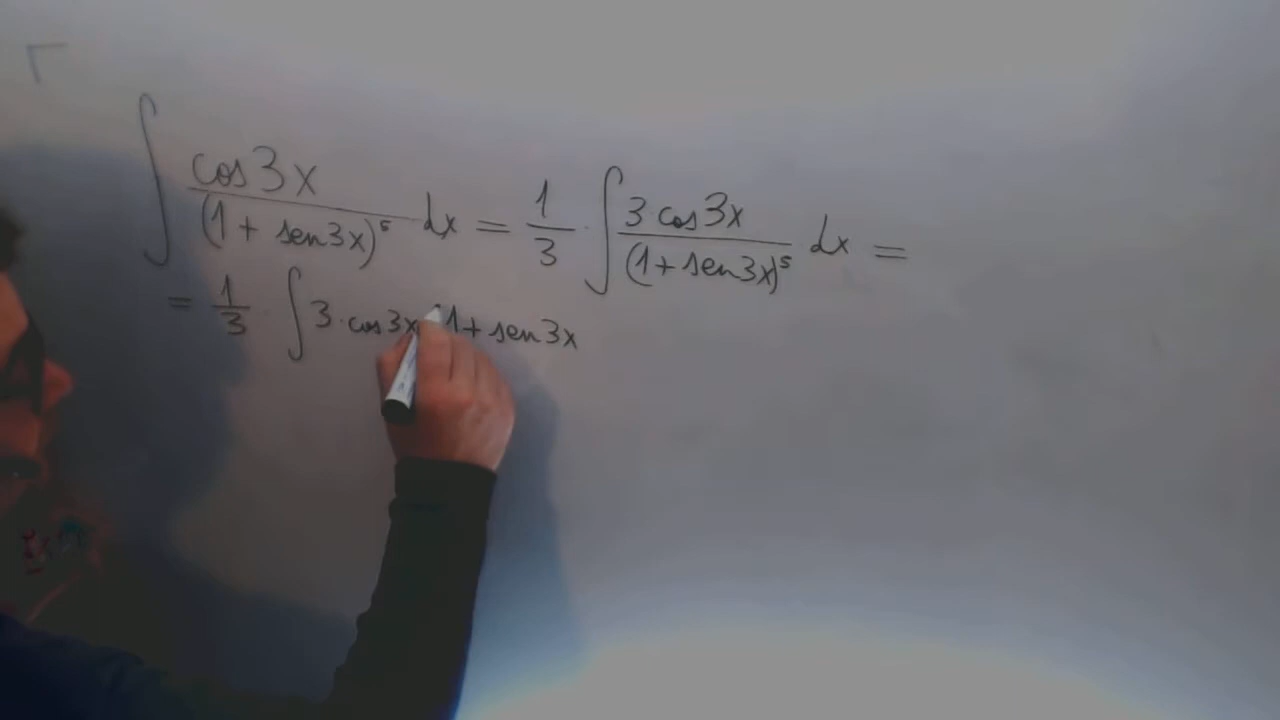 ∫ cos 3x / (1 + sen 3x)⁵ dx = 1/3 · ∫ 3 cos 3x / (1 + sen 3x)⁵ dx =
= 1/3 · ∫ 3 · cos 3x (1 + sen 3x